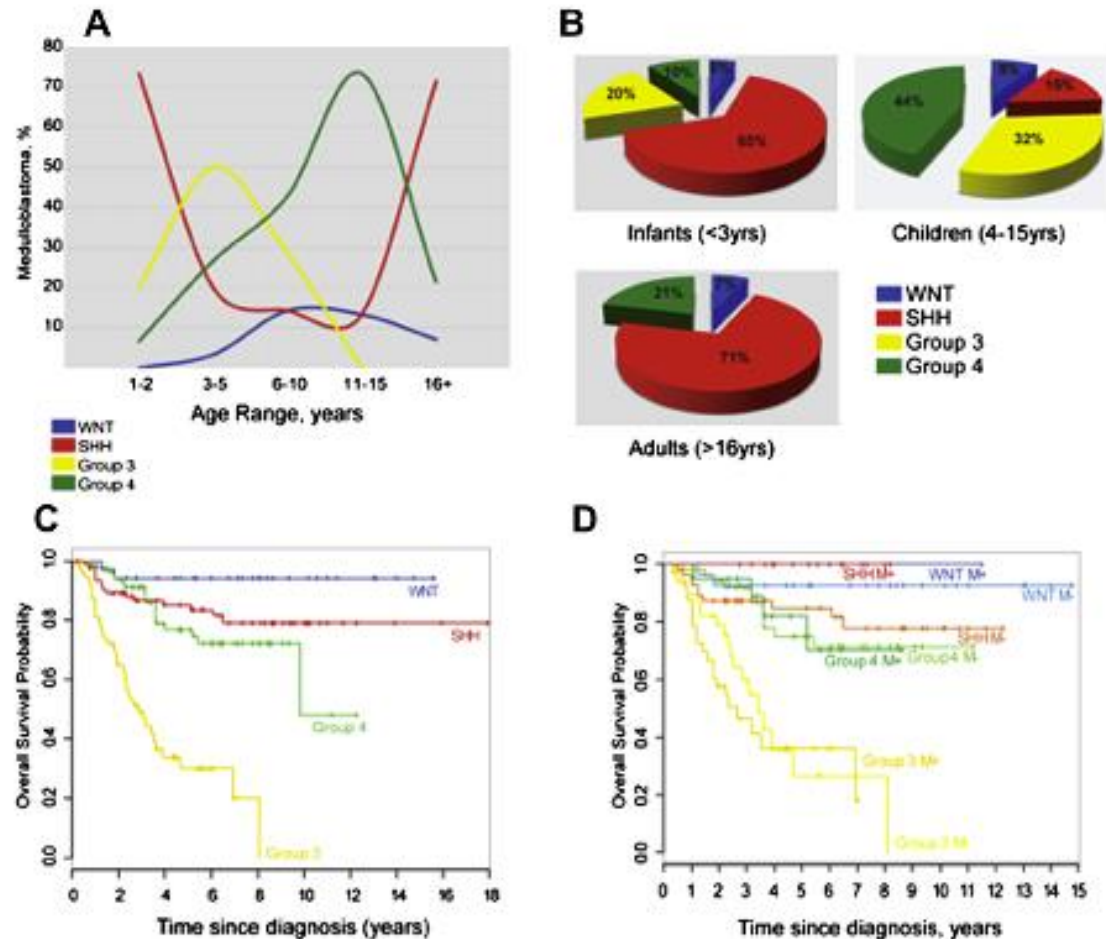 A
80
70
60
50
40
30
20
10
Medulloblastoma, %
1-2 3-5 6-10 11-15 16+
Age Range, years
WNT
SHH
Group 3
Group 4
B
20%
10%
65%
Infants (<3yrs)
44%
15%
32%
Children (4-15yrs)
21%
7%
71%
Adults (>16yrs)
WNT
SHH
Group 3
Group 4
C
Overall Survival Probability
1.0
0.8
0.6
0.4
0.2
0.0
WNT
SHH
Group 4
Group 3
0 2 4 6 8 10 12 14 16 18
Time since diagnosis (years)
D
Overall Survival Probability
1.0
0.8
0.6
0.4
0.2
0.0
SHH M+
WNT M+
WNT M-
SHH M-
Group 4 M+
Group 4 M-
Group 3 M+
Group 3 M-
0 1 2 3 4 5 6 7 8 9 10 11 12 13 14 15
Time since diagnosis, years